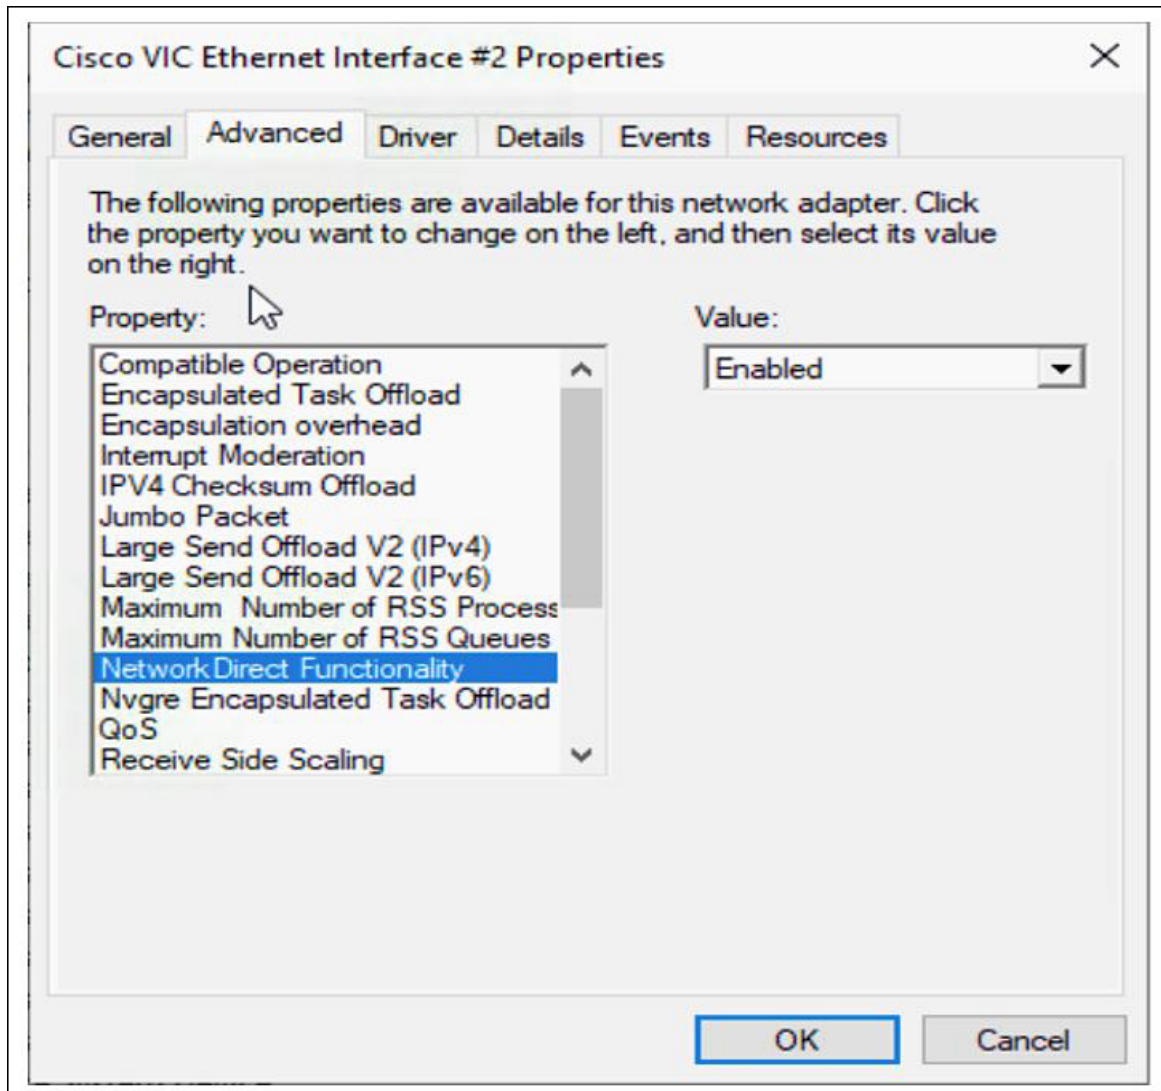 Cisco VIC Ethernet Interface #2 Properties
General Advanced Driver Details Events Resources
The following properties are available for this network adapter. Click
the property you want to change on the left, and then select its value
on the right.
Property: Value:
Compatible Operation
Enabled
Encapsulated Task Offload
Encapsulation overhead
Interrupt Moderation
IPV4 Checksum Offload
Jumbo Packet
Large Send Offload V2 (IPv4)
Large Send Offload V2 (IPv6)
Maximum Number of RSS Process
Maximum Number of RSS Queues
NetworkDirect Functionality
Nvgre Encapsulated Task Offload
QoS
Receive Side Scaling
OK Cancel